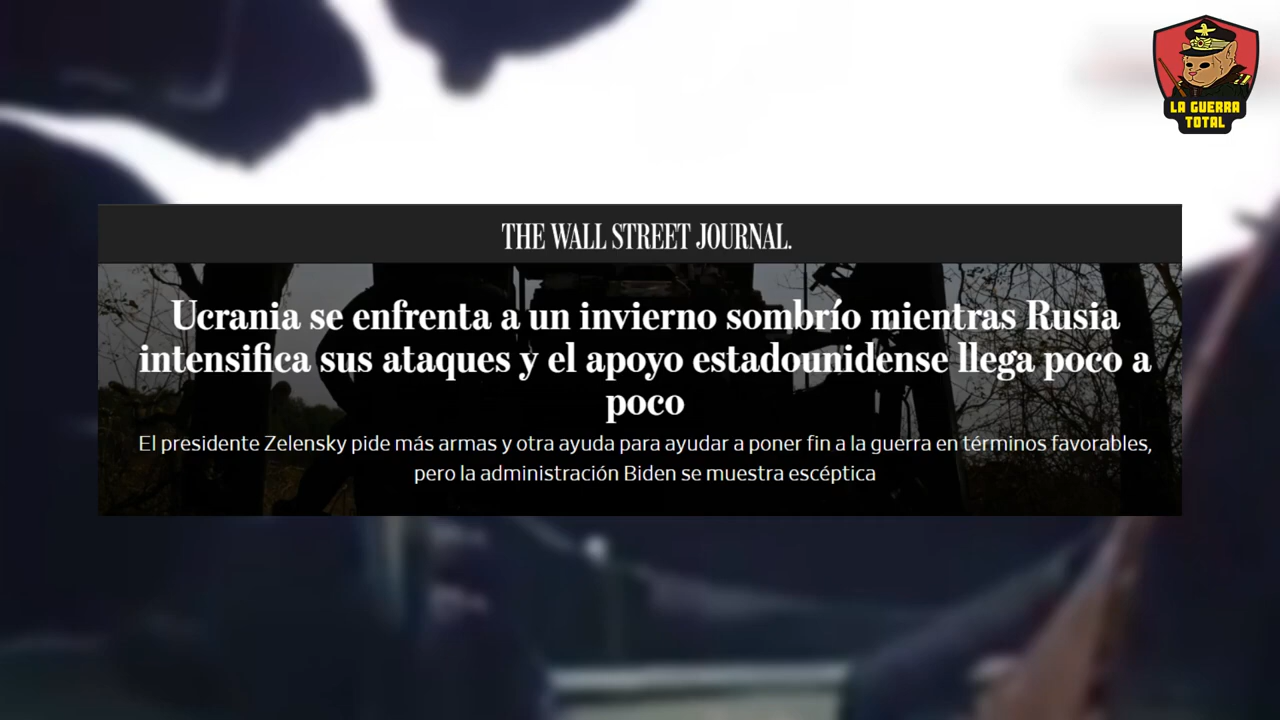 LA GUERRA
TOTAL
THE WALL STREET JOURNAL.
Ucrania se enfrenta a un invierno sombrío mientras Rusia
intensifica sus ataques y el apoyo estadounidense llega poco a
poco
El presidente Zelensky pide más armas y otra ayuda para ayudar a poner fin a la guerra en términos favorables,
pero la administración Biden se muestra escéptica